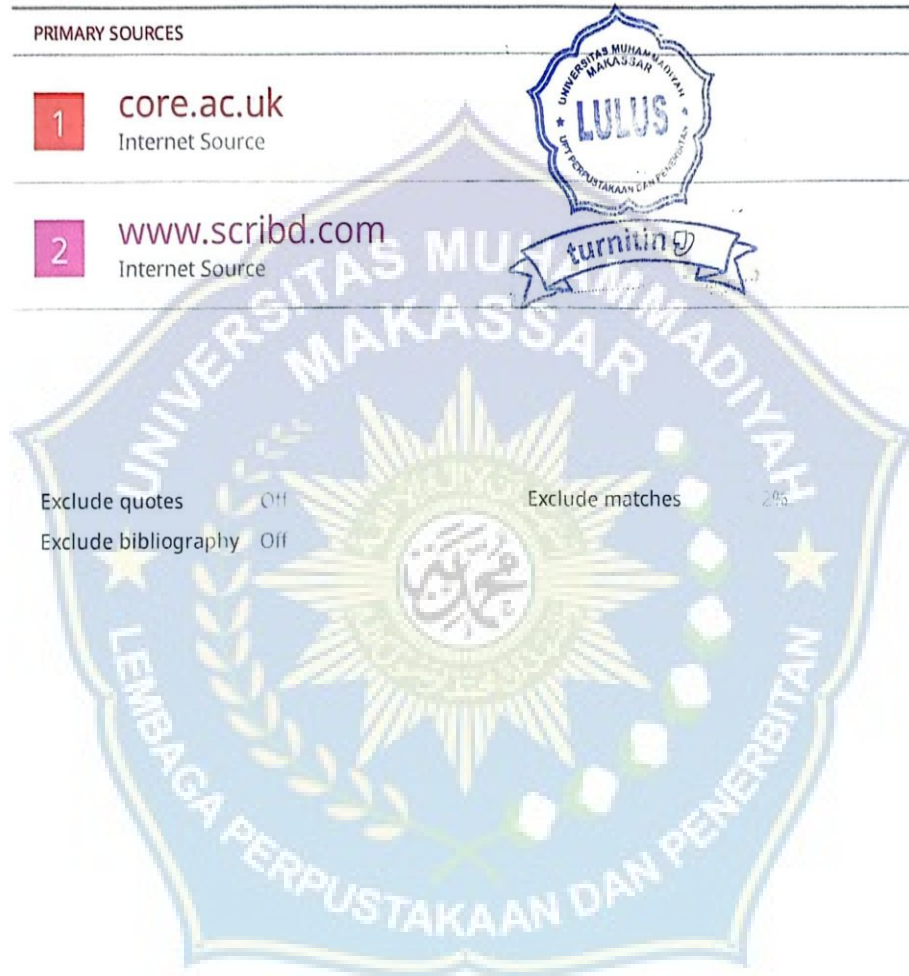 PRIMARY SOURCES
1 core.ac.uk
Internet Source
UNIVERSITAS MUHAMMADIYAH
MAKASSAR
LULUS
UPT PERPUSTAKAAN DAN PENERBITAN
turnitin
2 www.scribd.com
Internet Source
UNIVERSITAS MUHAMMADIYAH
MAKASSAR
Exclude quotes Off
Exclude matches 2%
Exclude bibliography Off
محمد
LEMBAGA PERPUSTAKAAN DAN PENERBITAN